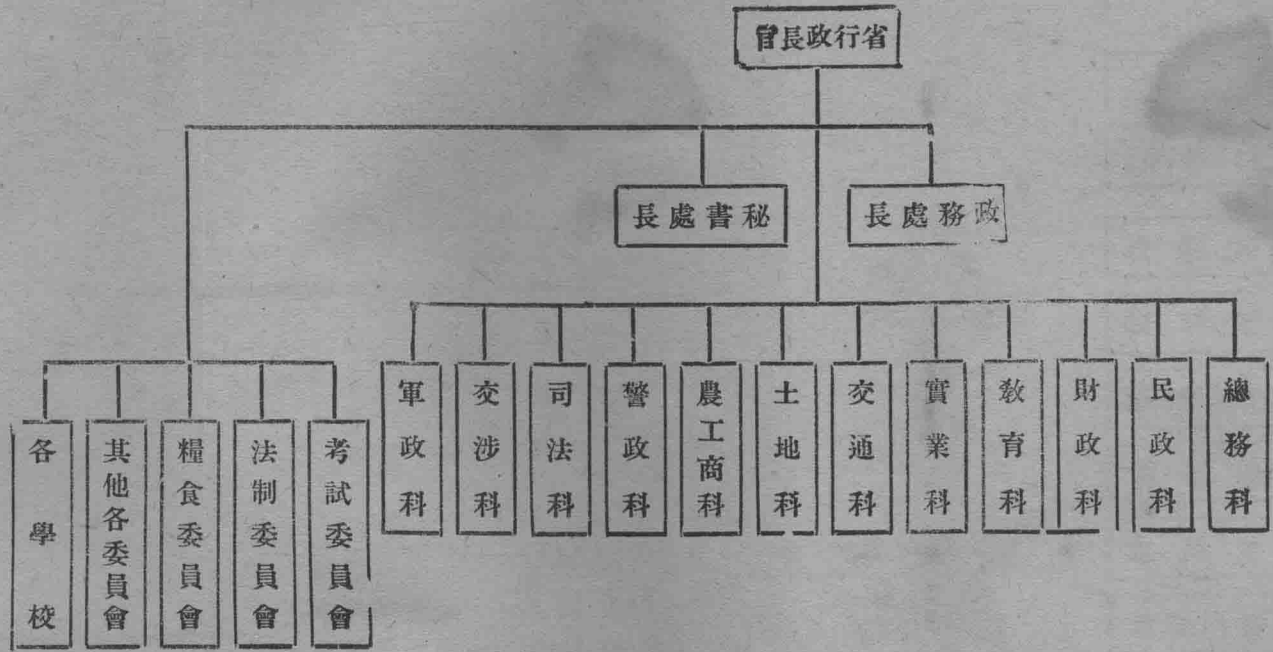 省行政長官
政務處長
秘書處長
總務科
民政科
財政科
教育科
實業科
交通科
土地科
農工商科
警政科
司法科
交涉科
軍政科
考試委員會
法制委員會
糧食委員會
其他各委員會
各學校